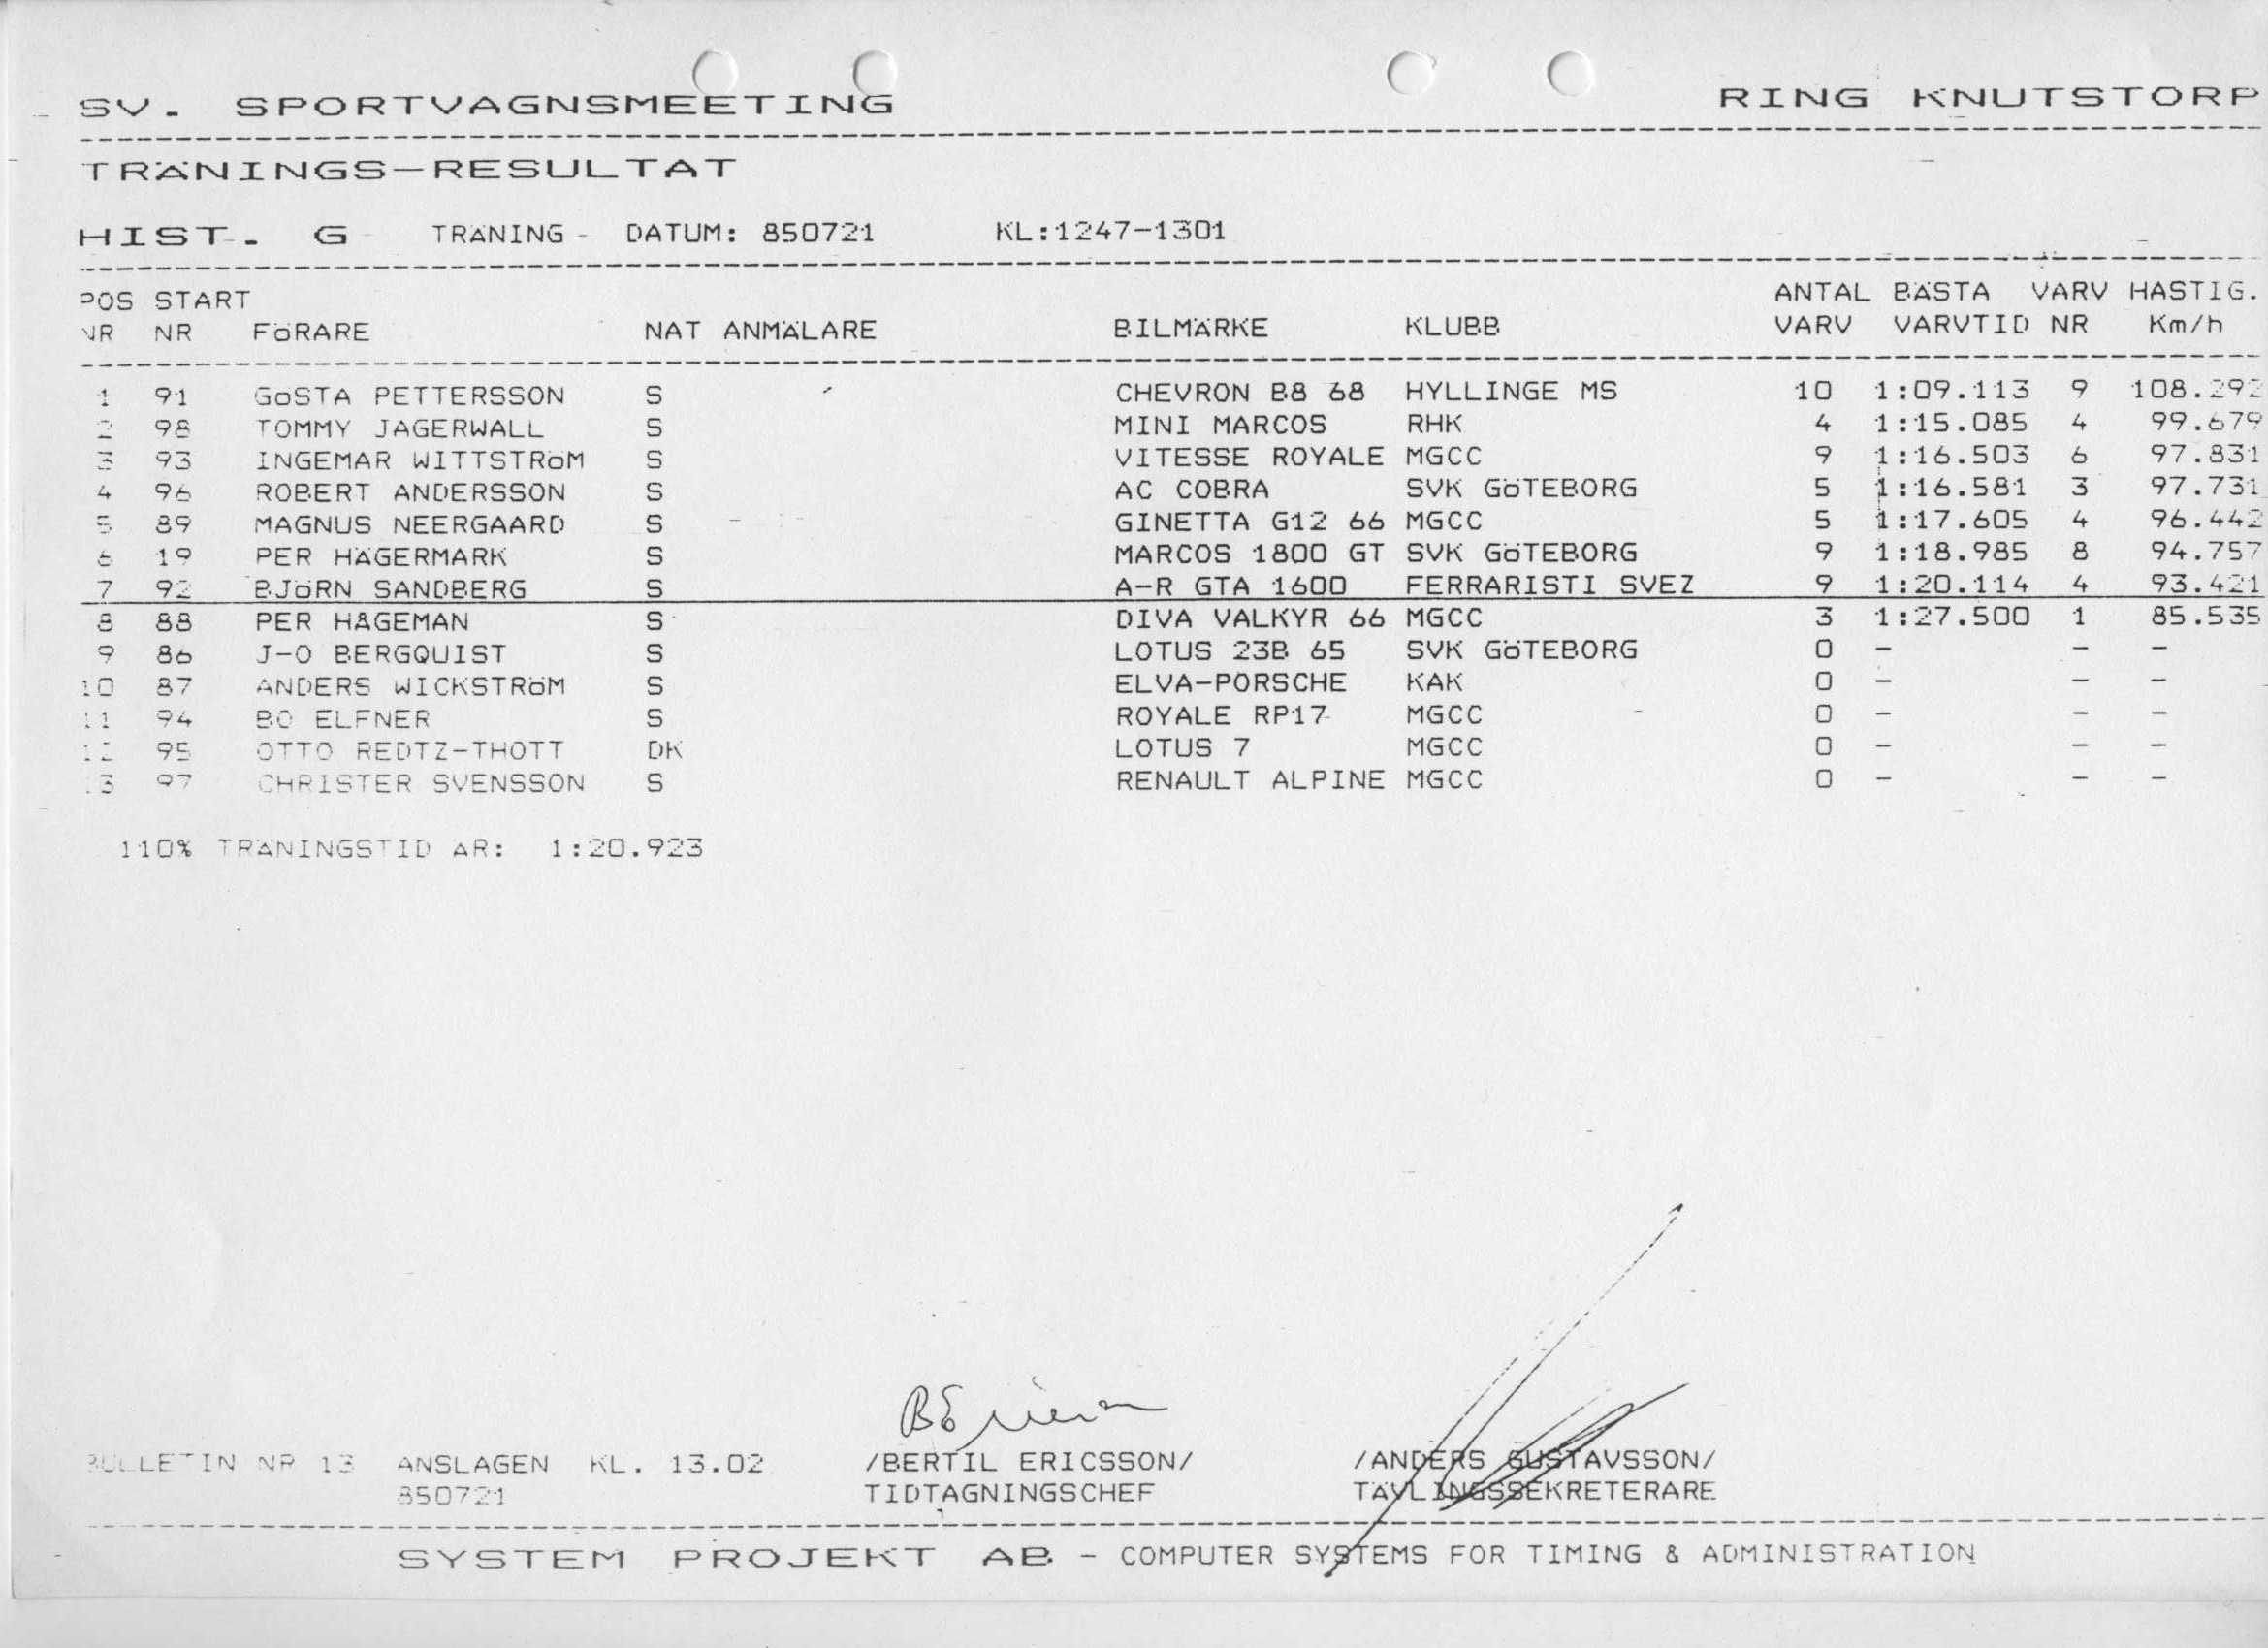 SV. SPORTVAGNSMEETING RING KNUTSTORP
TRÄNINGS-RESULTAT
HIST. G TRÄNING - DATUM: 850721 KL:1247-1301
POS START ANTAL BÄSTA VARV HASTIG.
NR NR FÖRARE NAT ANMÄLARE BILMÄRKE KLUBB VARV VARVTID NR Km/h
1 91 GÖSTA PETTERSSON S CHEVRON B8 68 HYLLINGE MS 10 1:09.113 9 108.292
2 98 TOMMY JAGERWALL S MINI MARCOS RHK 4 1:15.085 4 99.679
3 93 INGEMAR WITTSTRÖM S VITESSE ROYALE MGCC 9 1:16.503 6 97.831
4 96 ROBERT ANDERSSON S AC COBRA SVK GÖTEBORG 5 1:16.581 3 97.731
5 89 MAGNUS NEERGAARD S GINETTA G12 66 MGCC 5 1:17.605 4 96.442
6 19 PER HÄGERMARK S MARCOS 1800 GT SVK GÖTEBORG 9 1:18.985 8 94.757
7 92 BJÖRN SANDBERG S A-R GTA 1600 FERRARISTI SVEZ 9 1:20.114 4 93.421
8 88 PER HÅGEMAN S DIVA VALKYR 66 MGCC 3 1:27.500 1 85.535
9 86 J-O BERGQUIST S LOTUS 23B 65 SVK GÖTEBORG 0 - - -
10 87 ANDERS WICKSTRÖM S ELVA-PORSCHE KAK 0 - - -
11 94 BO ELFNER S ROYALE RP17 MGCC 0 - - -
12 95 OTTO REDTZ-THOTT DK LOTUS 7 MGCC 0 - - -
13 97 CHRISTER SVENSSON S RENAULT ALPINE MGCC 0 - - -
110% TRÄNINGSTID ÄR: 1:20.923
BEricson
BULLETIN NR 13 ANSLAGEN KL. 13.02 /BERTIL ERICSSON/ /ANDERS GUSTAVSSON/
850721 TIDTAGNINGSCHEF TÄVLINGSSEKRETERARE
SYSTEM PROJEKT AB - COMPUTER SYSTEMS FOR TIMING & ADMINISTRATION